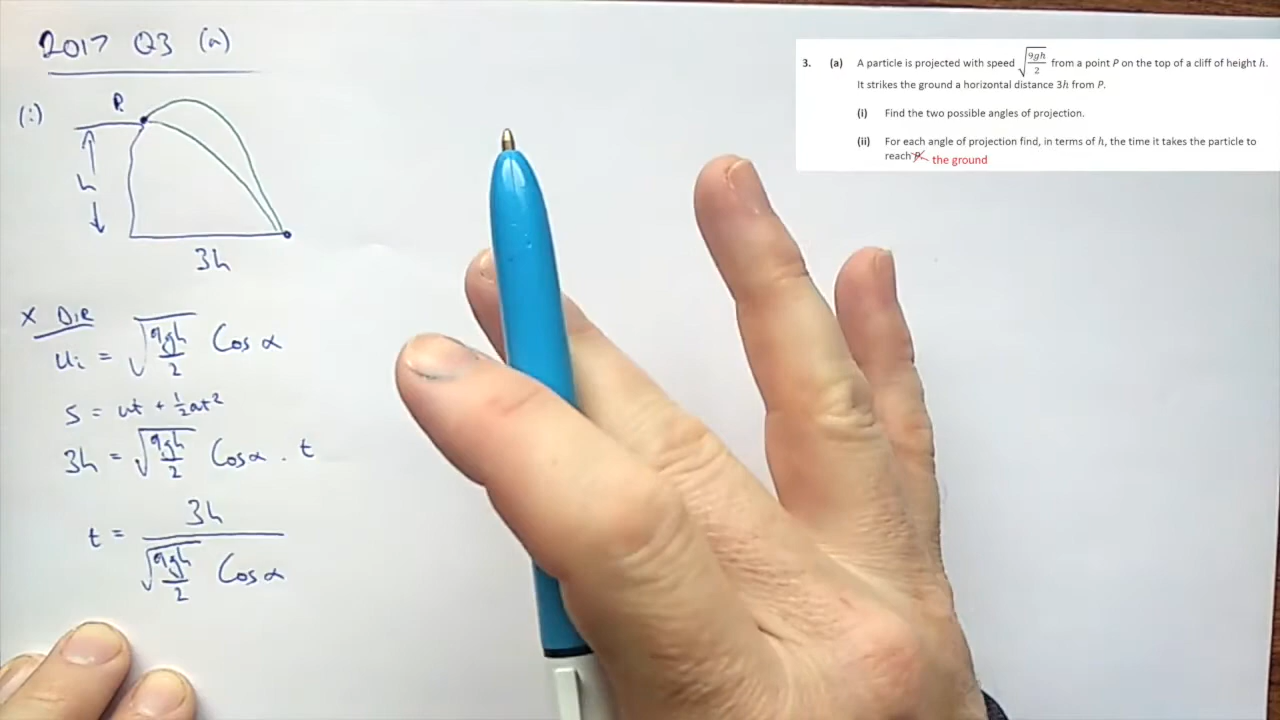 2017 Q3 (a)
(i)
P
h
3h
X Dir
uᵢ = √(9gh/2) Cos α
S = ut + ½at²
3h = √(9gh/2) Cos α . t
t = 3h / √(9gh/2) Cos α
3. (a) A particle is projected with speed √(9gh/2) from a point P on the top of a cliff of height h.
It strikes the ground a horizontal distance 3h from P.
(i) Find the two possible angles of projection.
(ii) For each angle of projection find, in terms of h, the time it takes the particle to
reach the ground